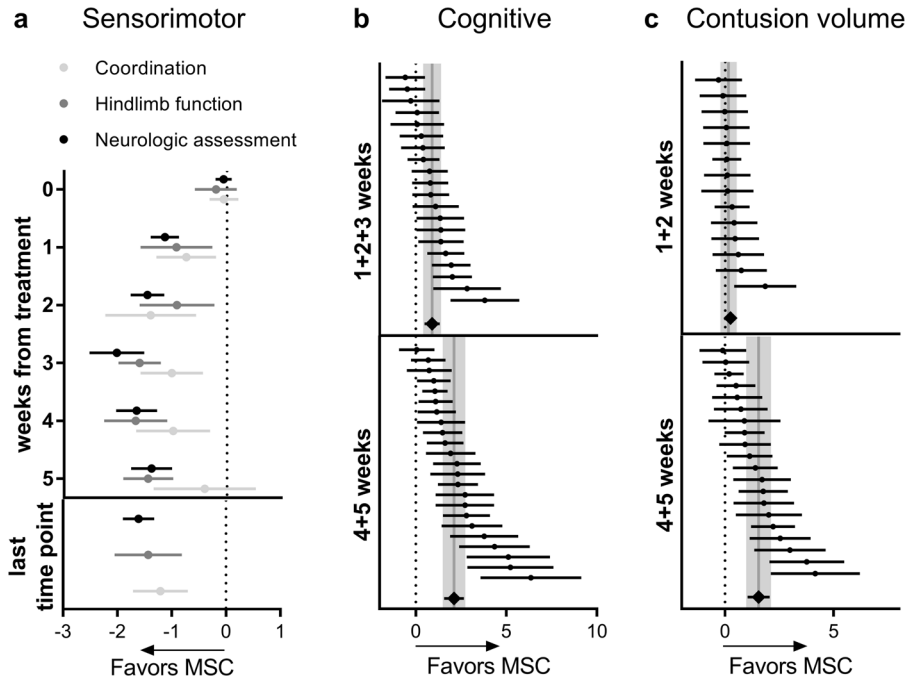 a Sensorimotor
Coordination
Hindlimb function
Neurologic assessment
weeks from treatment
0
1
2
3
4
5
last
time point
-3 -2 -1 0 1
Favors MSC
b Cognitive
1+2+3 weeks
4+5 weeks
0 5 10
Favors MSC
c Contusion volume
1+2 weeks
4+5 weeks
0 5
Favors MSC